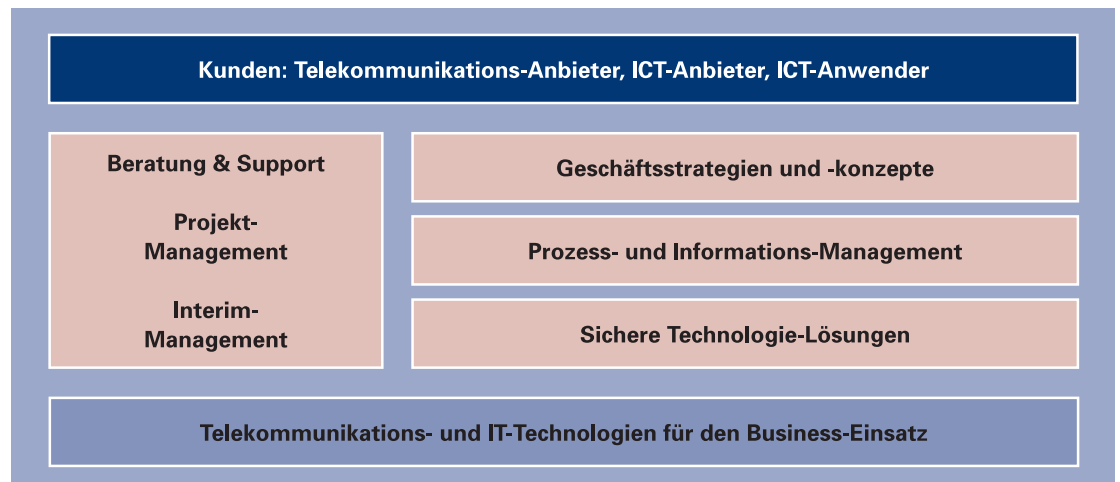 Kunden: Telekommunikations-Anbieter, ICT-Anbieter, ICT-Anwender
Beratung & Support
Projekt-
Management
Interim-
Management
Geschäftsstrategien und -konzepte
Prozess- und Informations-Management
Sichere Technologie-Lösungen
Telekommunikations- und IT-Technologien für den Business-Einsatz